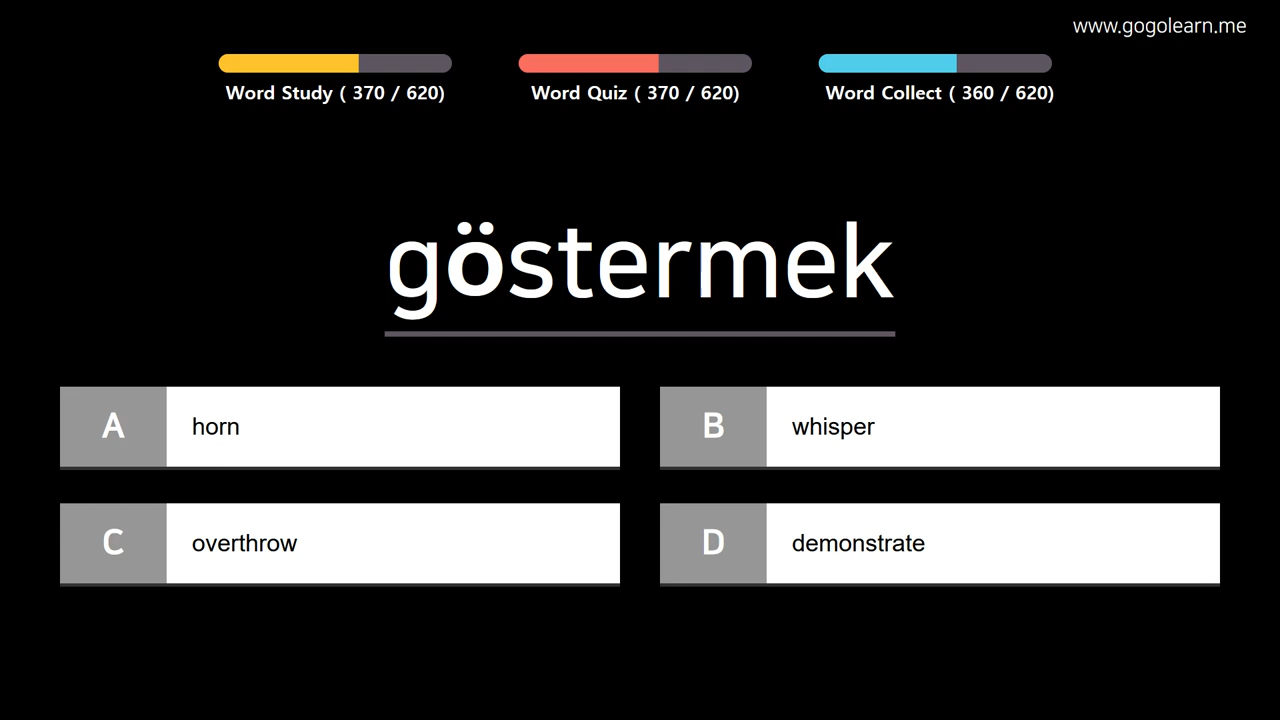 www.gogolearn.me
Word Study ( 370 / 620)
Word Quiz ( 370 / 620)
Word Collect ( 360 / 620)
göstermek
A horn
B whisper
C overthrow
D demonstrate